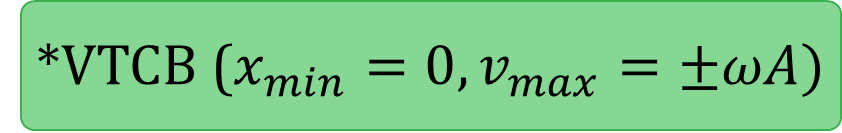 *VTCB (x_min = 0, v_max = ±ωA)